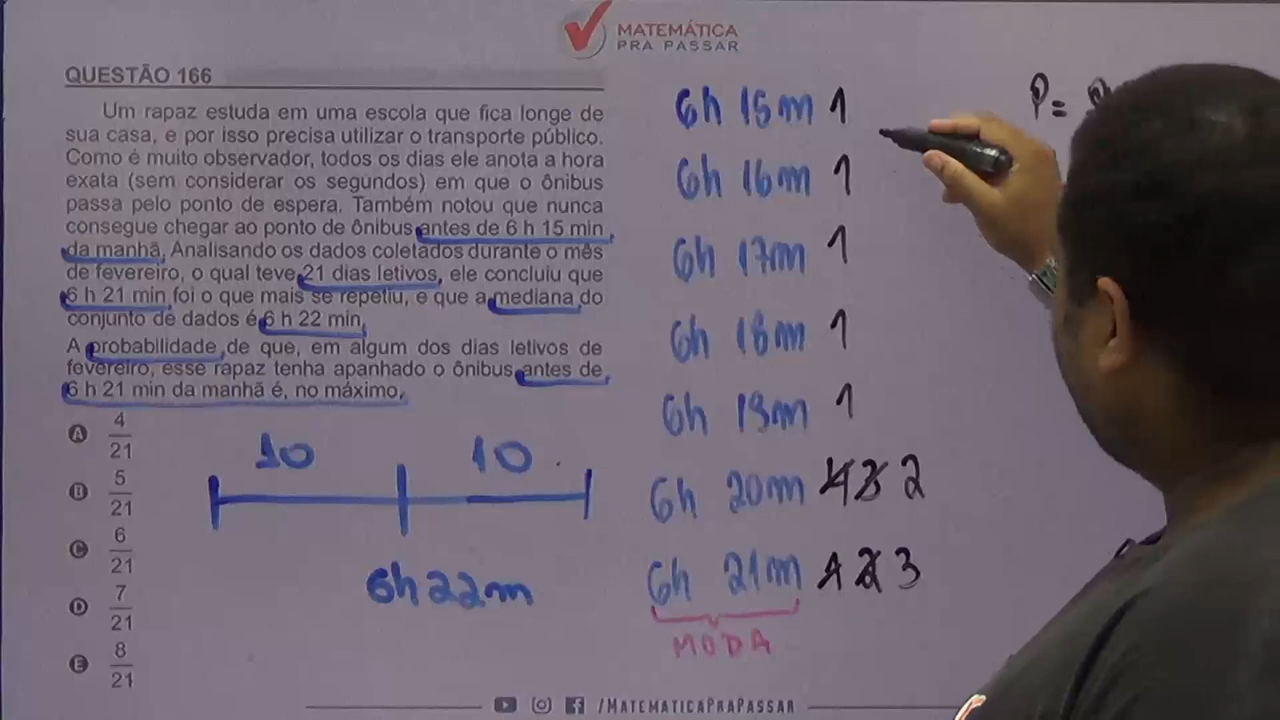 MATEMÁTICA
PRA PASSAR
QUESTÃO 166
Um rapaz estuda em uma escola que fica longe de
sua casa, e por isso precisa utilizar o transporte público.
Como é muito observador, todos os dias ele anota a hora
exata (sem considerar os segundos) em que o ônibus
passa pelo ponto de espera. Também notou que nunca
consegue chegar ao ponto de ônibus antes de 6 h 15 min
da manhã. Analisando os dados coletados durante o mês
de fevereiro, o qual teve 21 dias letivos, ele concluiu que
6 h 21 min foi o que mais se repetiu, e que a mediana do
conjunto de dados é 6 h 22 min.
A probabilidade de que, em algum dos dias letivos de
fevereiro, esse rapaz tenha apanhado o ônibus antes de
6 h 21 min da manhã é, no máximo,
A 4/21
B 5/21
C 6/21
D 7/21
E 8/21
10 10
6h22m
6h 15m 1
6h 16m 1
6h 17m 1
6h 18m 1
6h 19m 1
6h 20m 2
6h 21m 3
MODA
P=
/MATEMATICAPRAPASSAR